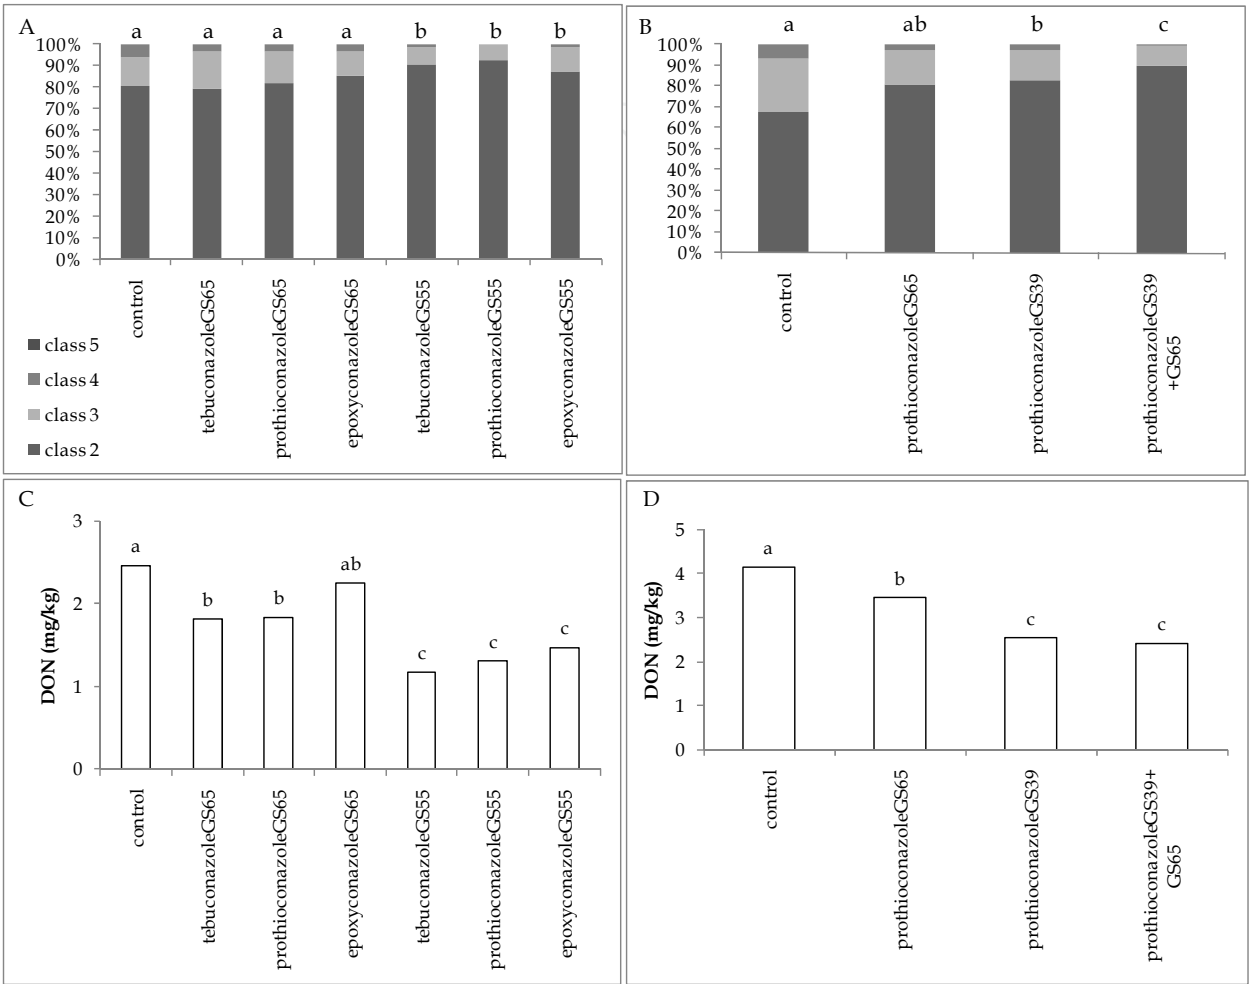 A
a a a a b b b
100%
90%
80%
70%
60%
50%
40%
30%
20%
10%
0%
control
tebuconazoleGS65
prothioconazoleGS65
epoxyconazoleGS65
tebuconazoleGS55
prothioconazoleGS55
epoxyconazoleGS55
class 5
class 4
class 3
class 2
B
a ab b c
100%
90%
80%
70%
60%
50%
40%
30%
20%
10%
0%
control
prothioconazoleGS65
prothioconazoleGS39
prothioconazoleGS39
+GS65
C
DON (mg/kg)
3
2
1
0
a b b ab c c c
control
tebuconazoleGS65
prothioconazoleGS65
epoxyconazoleGS65
tebuconazoleGS55
prothioconazoleGS55
epoxyconazoleGS55
D
DON (mg/kg)
5
4
3
2
1
0
a b c c
control
prothioconazoleGS65
prothioconazoleGS39
prothioconazoleGS39+
GS65